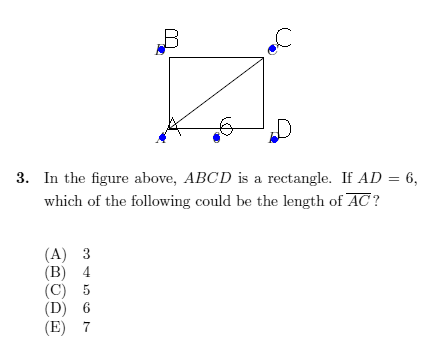 B
C
A
6
D
3. In the figure above, ABCD is a rectangle. If AD = 6,
which of the following could be the length of AC?
(A) 3
(B) 4
(C) 5
(D) 6
(E) 7